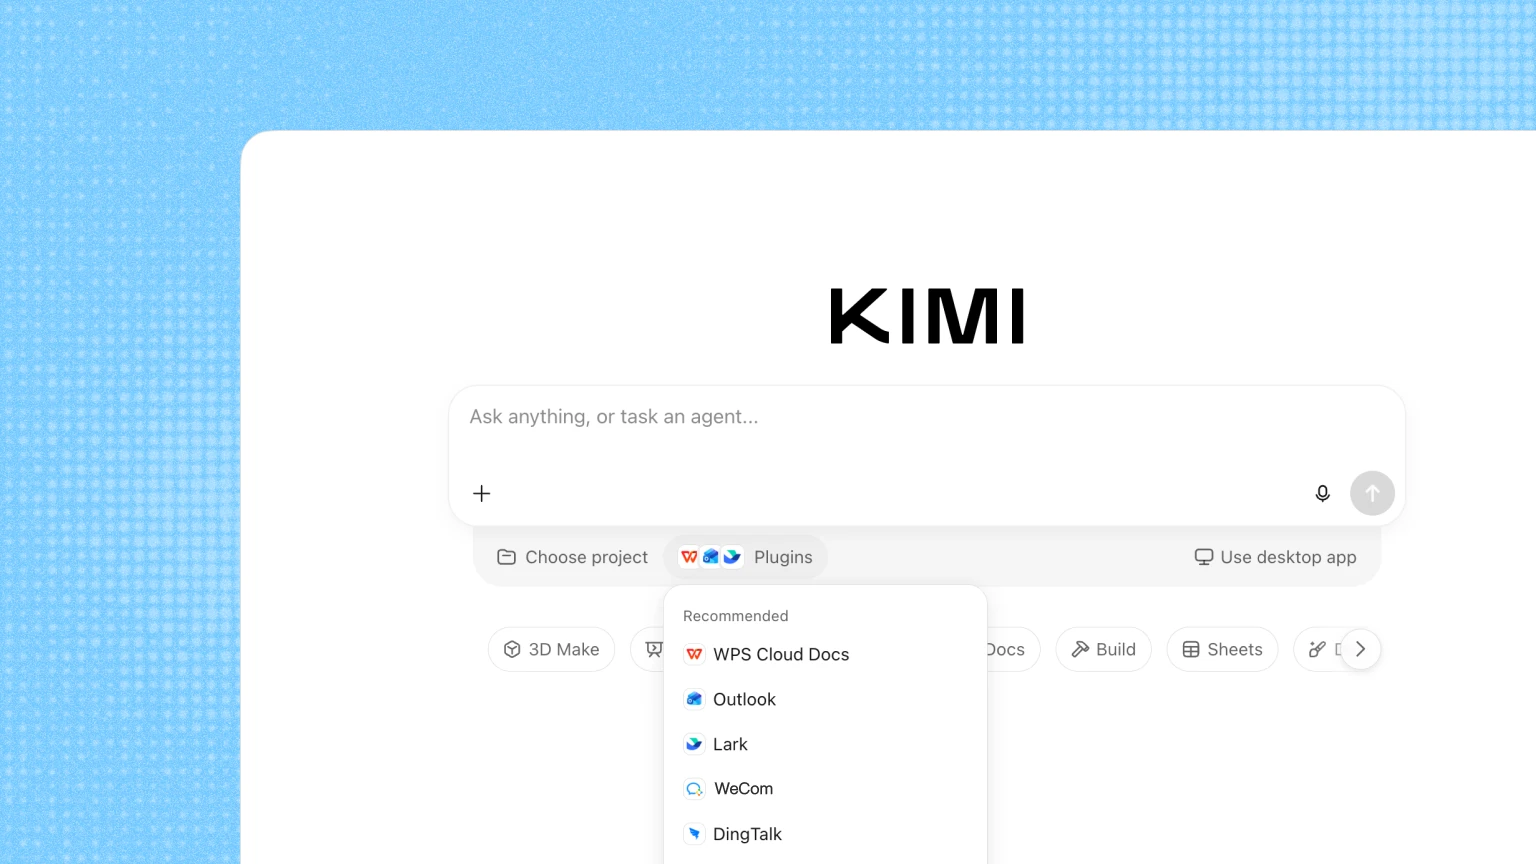 KIMI
Ask anything, or task an agent...
Choose project
Plugins
Use desktop app
Recommended
WPS Cloud Docs
Outlook
Lark
WeCom
DingTalk
3D Make
Docs
Build
Sheets